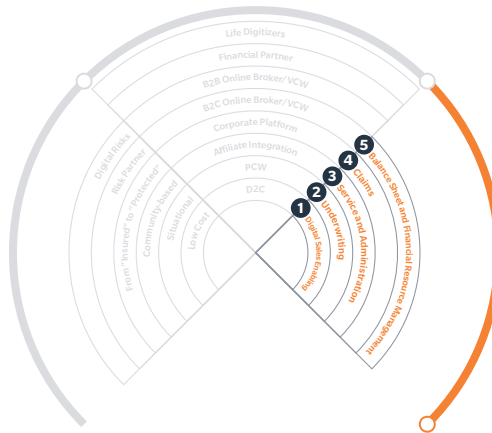 Life Digitizers
Financial Partner
B2B Online Broker/VCW
B2C Online Broker/VCW
Corporate Platform
Affiliate Integration
PCW
D2C
Digital Risks
Risk Partner
From "Insured" to "Protected"
Community-based
Situational
Low Cost
1
Digital Sales Enabling
2
Underwriting
3
Service and Administration
4
Claims
5
Balance Sheet and Financial Resource Management